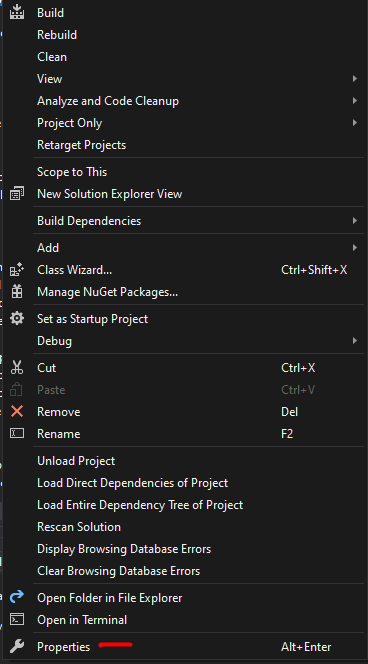 Build
Rebuild
Clean
View
Analyze and Code Cleanup
Project Only
Retarget Projects
Scope to This
New Solution Explorer View
Build Dependencies
Add
Class Wizard... Ctrl+Shift+X
Manage NuGet Packages...
Set as Startup Project
Debug
Cut Ctrl+X
Paste Ctrl+V
Remove Del
Rename F2
Unload Project
Load Direct Dependencies of Project
Load Entire Dependency Tree of Project
Rescan Solution
Display Browsing Database Errors
Clear Browsing Database Errors
Open Folder in File Explorer
Open in Terminal
Properties Alt+Enter